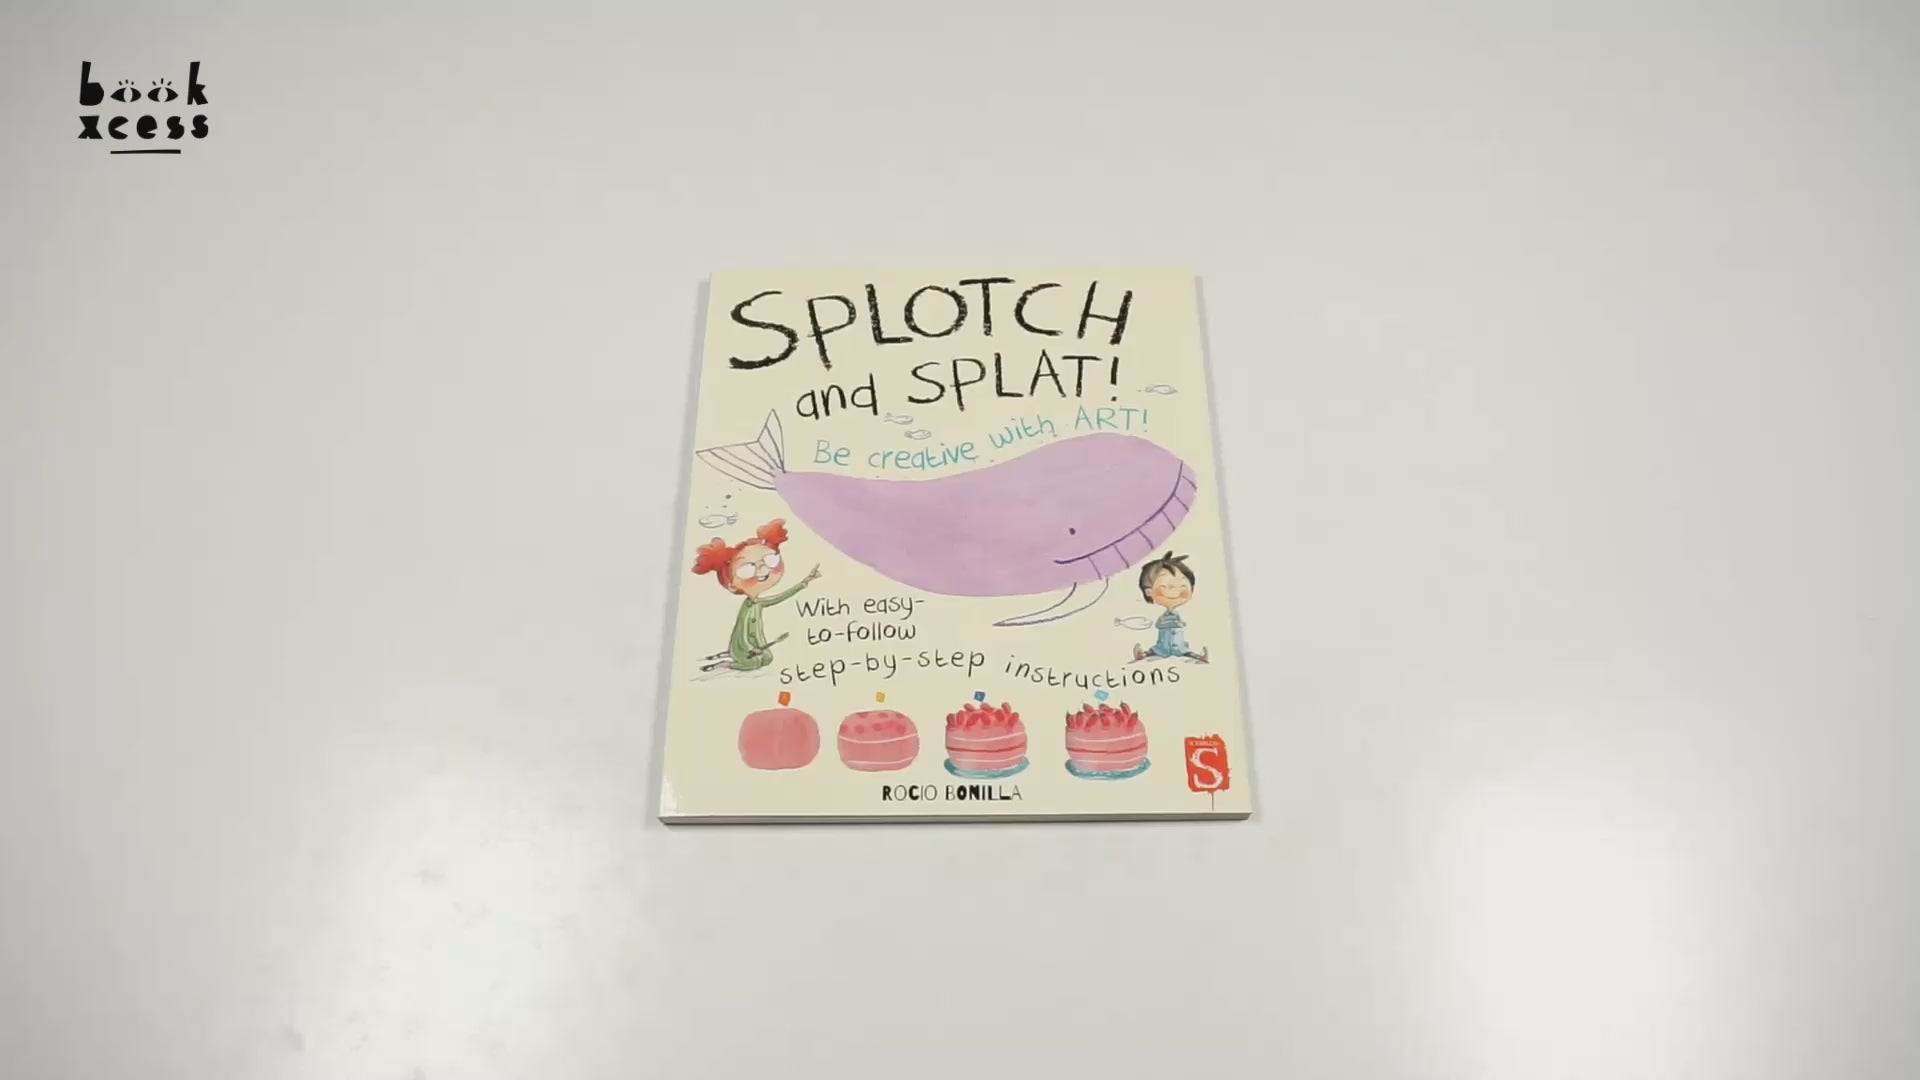 book
xcess
SPLOTCH
and SPLAT!
Be creative with ART!
With easy-
to-follow
step-by-step instructions
S
ROCIO BONILLA